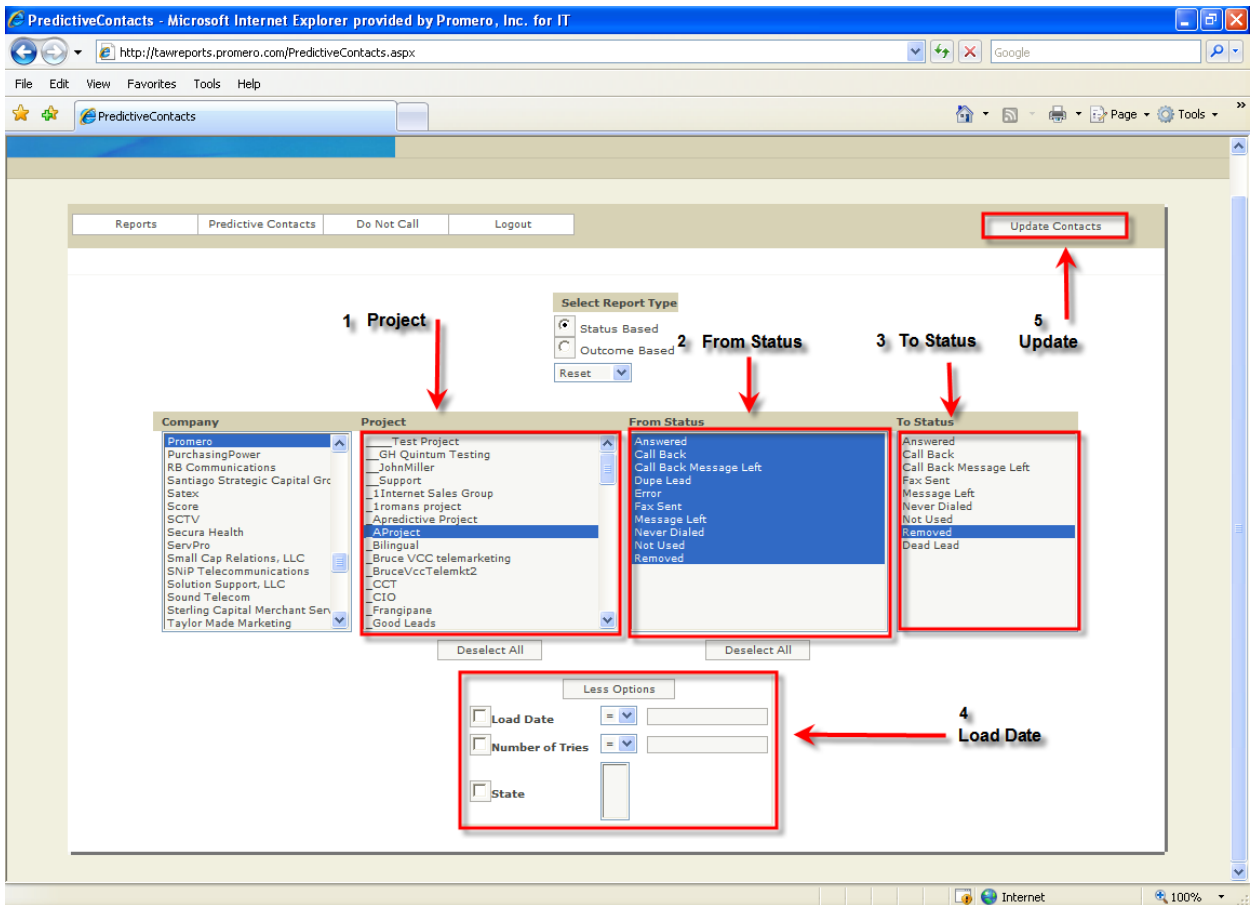 PredictiveContacts - Microsoft Internet Explorer provided by Promero, Inc. for IT
http://tawreports.promero.com/PredictiveContacts.aspx
Google
File Edit View Favorites Tools Help
PredictiveContacts
Page Tools »
Reports Predictive Contacts Do Not Call Logout Update Contacts
Select Report Type
Status Based
Outcome Based
Reset
1 Project
2 From Status
3 To Status
5
Update
Company
Promero
PurchasingPower
RB Communications
Santiago Strategic Capital Grc
Satex
Score
SCTV
Secura Health
ServPro
Small Cap Relations, LLC
SNiP Telecommunications
Solution Support, LLC
Sound Telecom
Sterling Capital Merchant Serv
Taylor Made Marketing
Project
____Test Project
__GH Quintum Testing
__JohnMiller
__Support
_1Internet Sales Group
_1romans project
_Apredictive Project
_AProject
_Bilingual
_Bruce VCC telemarketing
_BruceVccTelemkt2
_CCT
_CIO
_Frangipane
_Good Leads
From Status
Answered
Call Back
Call Back Message Left
Dupe Lead
Error
Fax Sent
Message Left
Never Dialed
Not Used
Removed
To Status
Answered
Call Back
Call Back Message Left
Fax Sent
Message Left
Never Dialed
Not Used
Removed
Dead Lead
Deselect All
Deselect All
Less Options
Load Date =
Number of Tries =
State
4
Load Date
Internet 100%